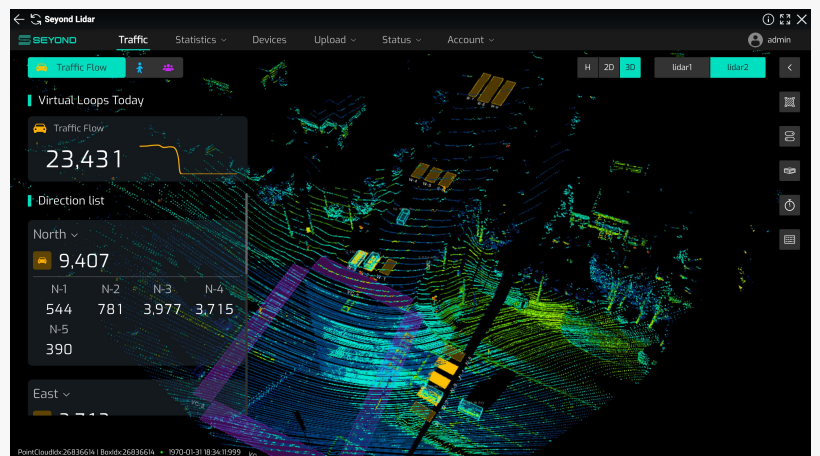 Seyond Lidar
SEYOND Traffic Statistics Devices Upload Status Account admin
Traffic Flow H 2D 3D lidar1 lidar2
Virtual Loops Today
Traffic Flow
23,431
Direction list
North
9,407
N-1 N-2 N-3 N-4
544 781 3,977 3,715
N-5
390
East
PointCloudIdx:26836614 | BoxIdx:26836614 • 1970-01-31 18:34:11:999